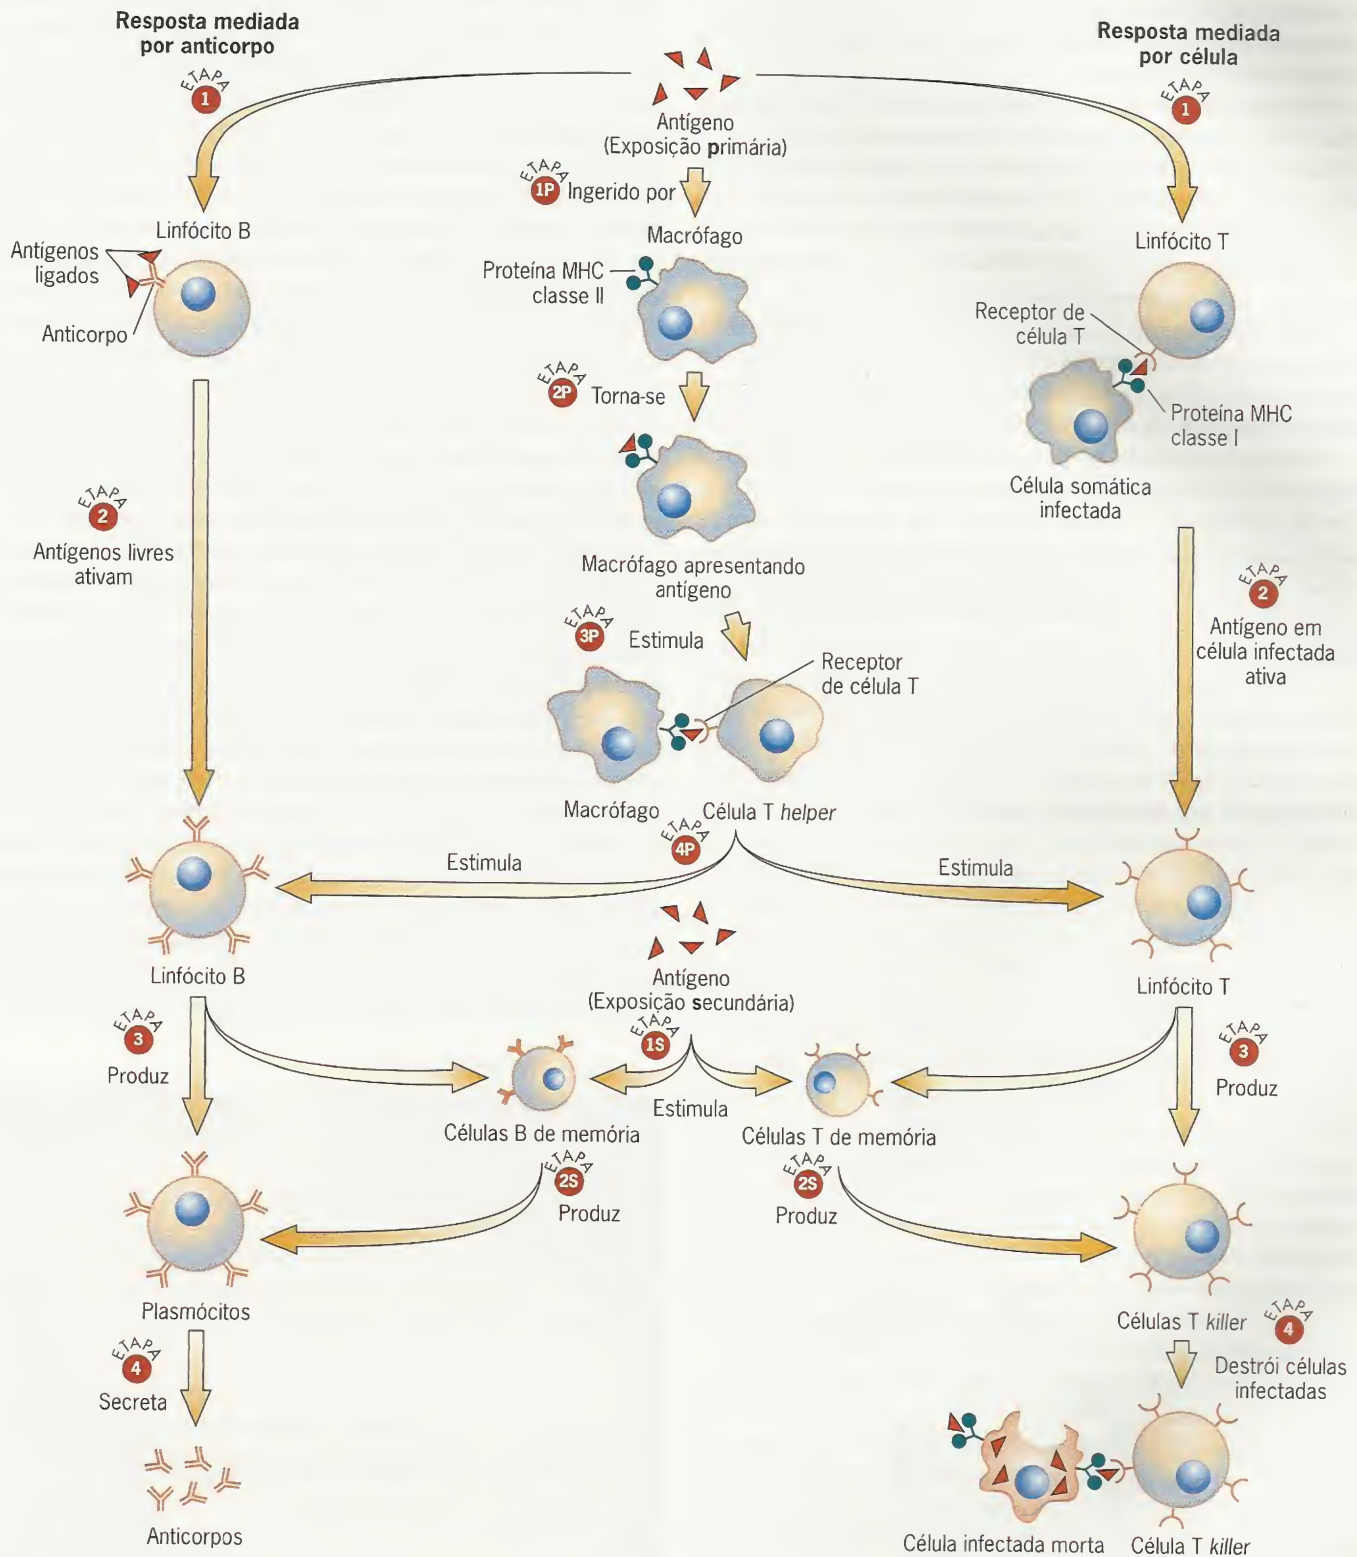 Resposta mediada
por anticorpo
ETAPA
1
Antígeno
(Exposição primária)
Resposta mediada
por célula
ETAPA
1
ETAPA
1P
Ingerido por
Linfócito B
Antígenos
ligados
Anticorpo
Macrófago
Proteína MHC
classe II
Linfócito T
Receptor de
célula T
Proteína MHC
classe I
Célula somática
infectada
ETAPA
2P
Torna-se
Macrófago apresentando
antígeno
ETAPA
2
Antígenos livres
ativam
ETAPA
3P
Estimula
Receptor
de célula T
ETAPA
2
Antígeno em
célula infectada
ativa
Macrófago
Célula T helper
ETAPA
4P
Estimula
Estimula
Linfócito B
Antígeno
(Exposição secundária)
Linfócito T
ETAPA
3
Produz
ETAPA
1S
Estimula
ETAPA
3
Produz
Células B de memória
Células T de memória
ETAPA
2S
Produz
ETAPA
2S
Produz
Plasmócitos
Células T killer
ETAPA
4
Secreta
ETAPA
4
Destrói células
infectadas
Anticorpos
Célula infectada morta
Célula T killer